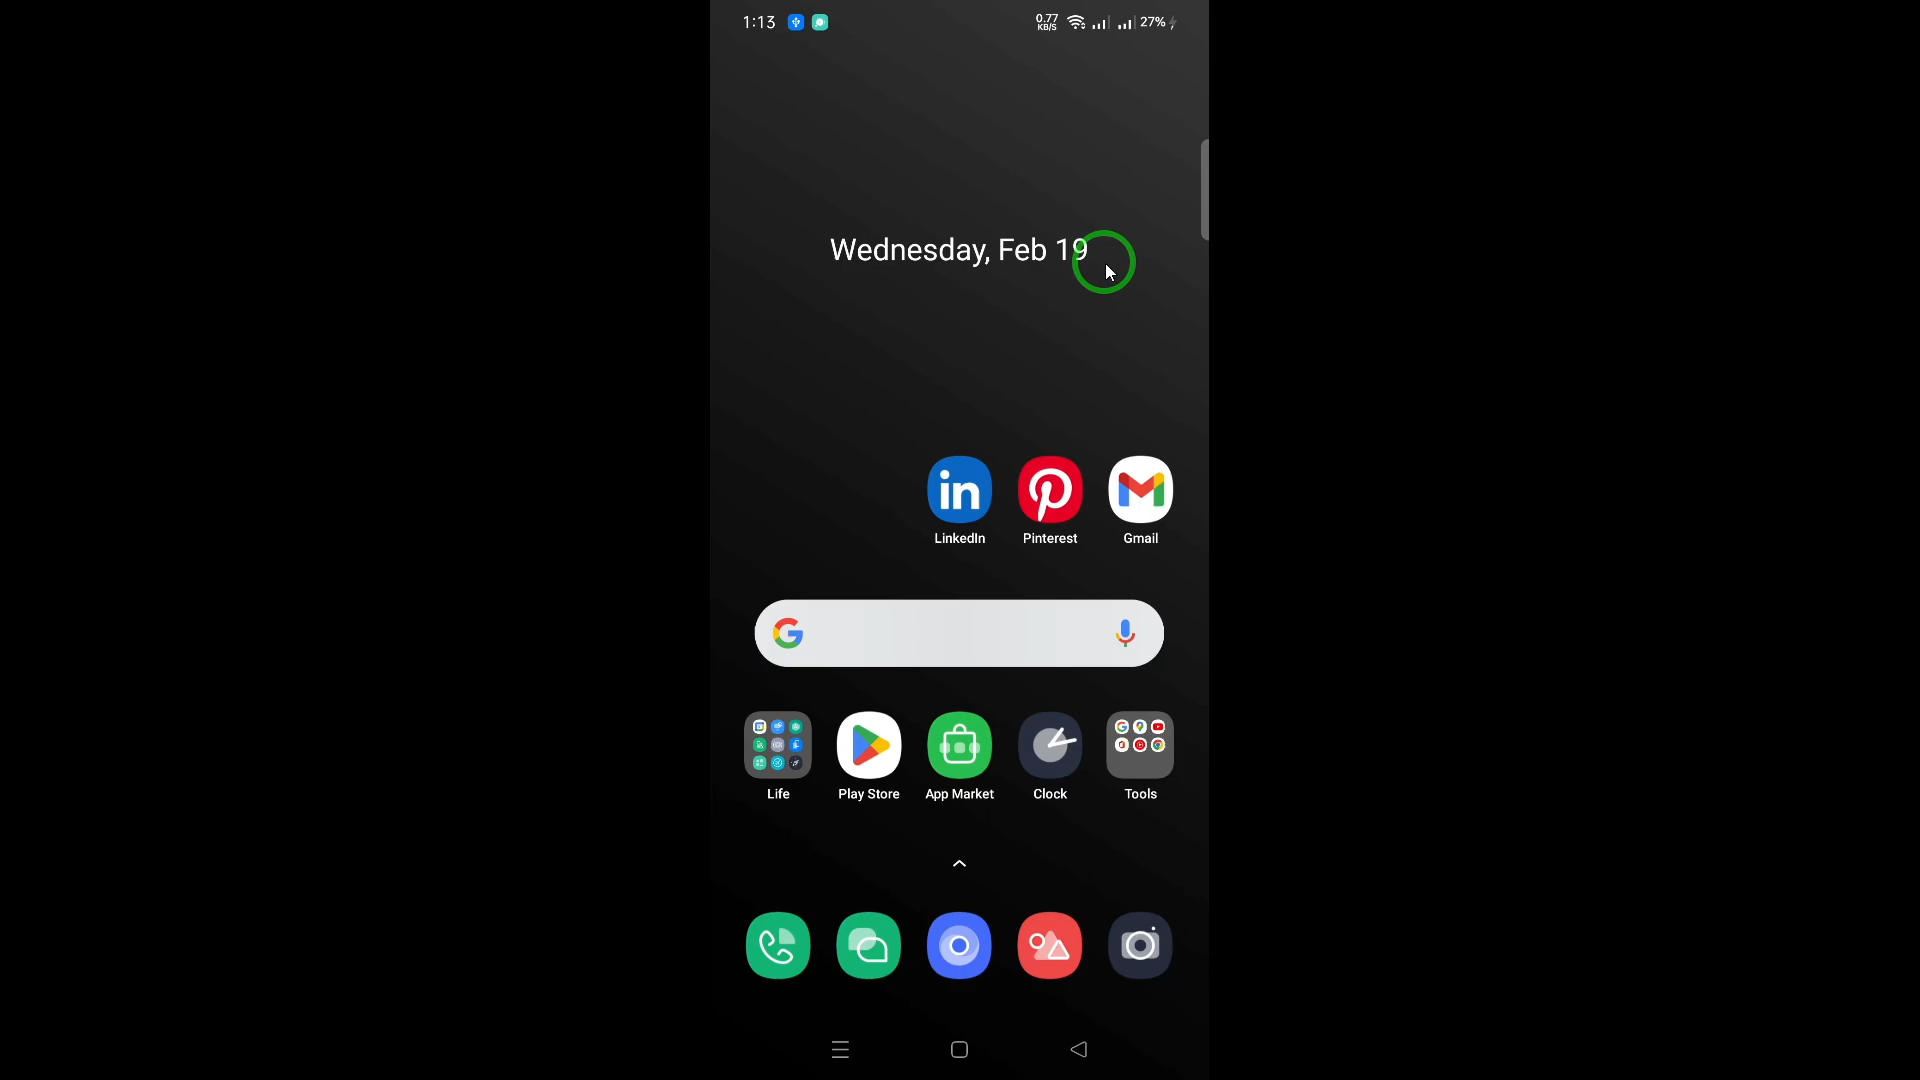 1:13
0.77 KB/S 27%
Wednesday, Feb 19
LinkedIn Pinterest Gmail
Life Play Store App Market Clock Tools